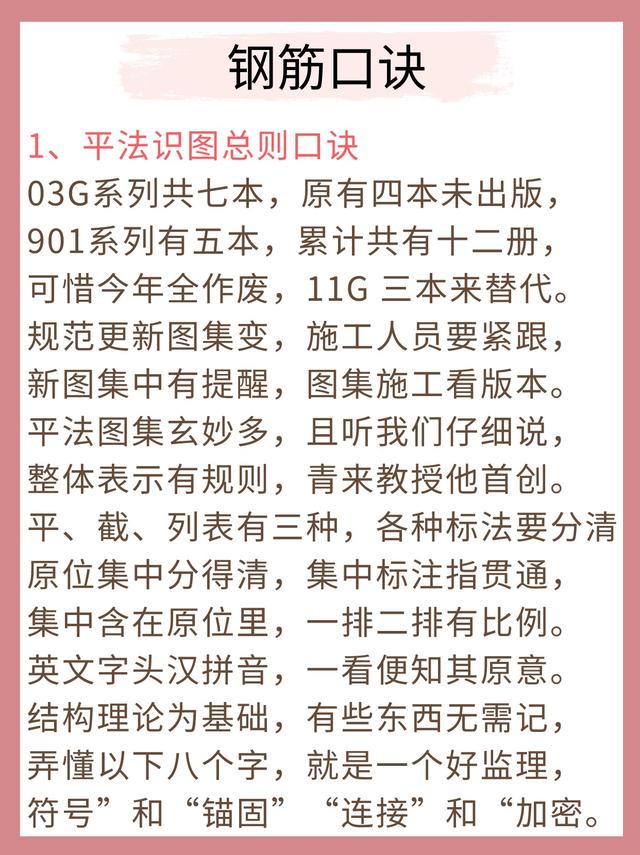 钢筋口诀
1、平法识图总则口诀
03G系列共七本，原有四本未出版，
901系列有五本，累计共有十二册，
可惜今年全作废，11G 三本来替代。
规范更新图集变，施工人员要紧跟，
新图集中有提醒，图集施工看版本。
平法图集玄妙多，且听我们仔细说，
整体表示有规则，青来教授他首创。
平、截、列表有三种，各种标法要分清
原位集中分得清，集中标注指贯通，
集中含在原位里，一排二排有比例。
英文字头汉拼音，一看便知其原意。
结构理论为基础，有些东西无需记，
弄懂以下八个字，就是一个好监理，
符号”和“锚固”“连接”和“加密。